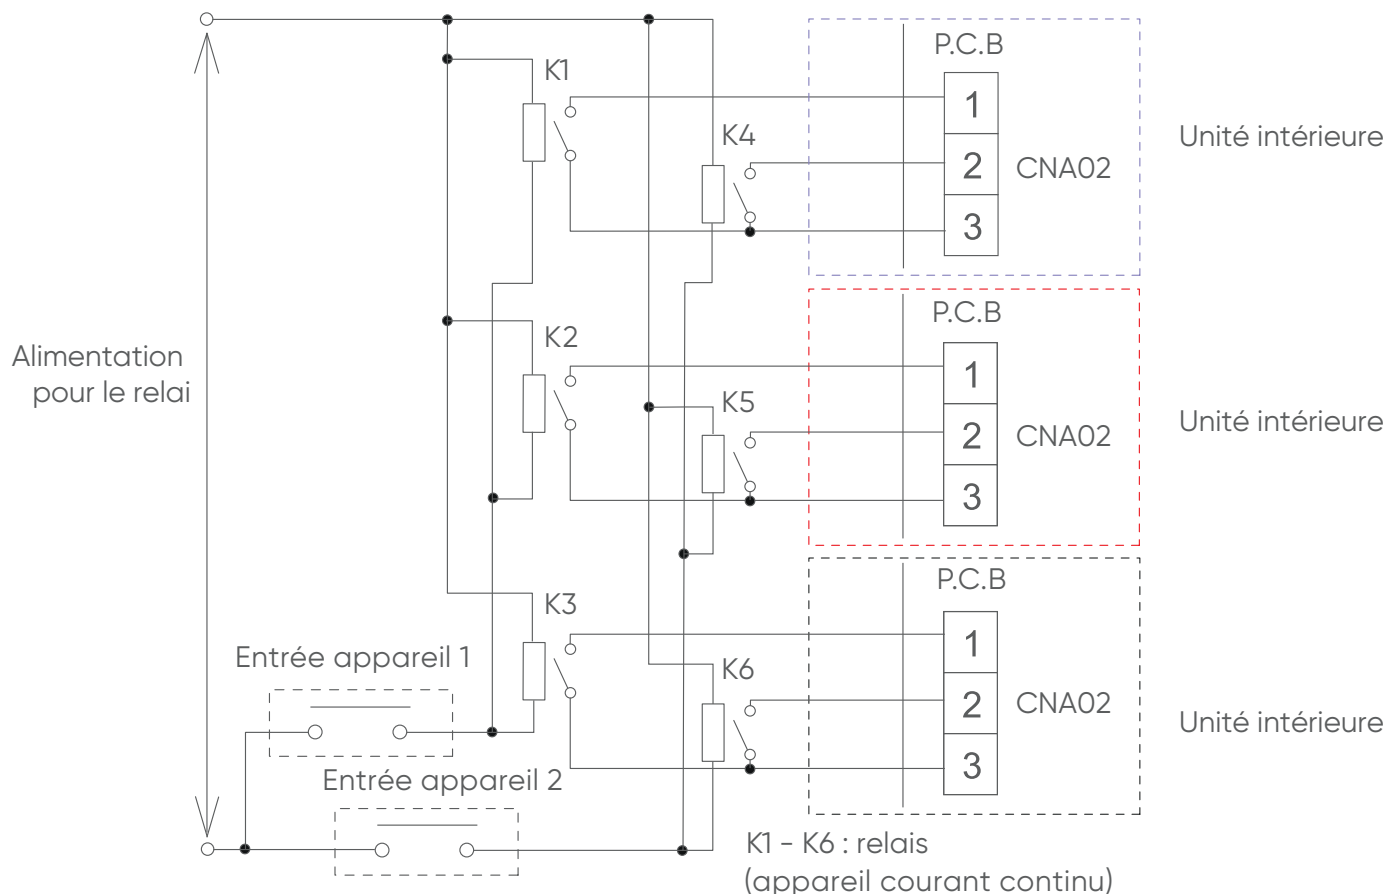 P.C.B
K1
1
K4
Unité intérieure
2
CNA02
3
P.C.B
K2
Alimentation
pour le relai
1
K5
Unité intérieure
2
CNA02
3
P.C.B
K3
1
Entrée appareil 1
K6
2
CNA02
Unité intérieure
3
Entrée appareil 2
K1 - K6 : relais
(appareil courant continu)